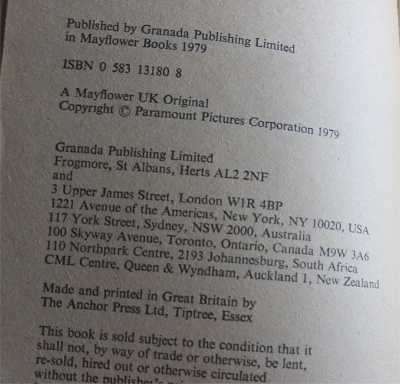 Published by Granada Publishing Limited
in Mayflower Books 1979
ISBN 0 583 13180 8
A Mayflower UK Original
Copyright © Paramount Pictures Corporation 1979
Granada Publishing Limited
Frogmore, St Albans, Herts AL2 2NF
and
3 Upper James Street, London W1R 4BP
1221 Avenue of the Americas, New York, NY 10020, USA
117 York Street, Sydney, NSW 2000, Australia
100 Skyway Avenue, Toronto, Ontario, Canada M9W 3A6
110 Northpark Centre, 2193 Johannesburg, South Africa
CML Centre, Queen & Wyndham, Auckland 1, New Zealand
Made and printed in Great Britain by
The Anchor Press Ltd, Tiptree, Essex
This book is sold subject to the condition that it
shall not, by way of trade or otherwise, be lent,
re-sold, hired out or otherwise circulated
without the publisher's